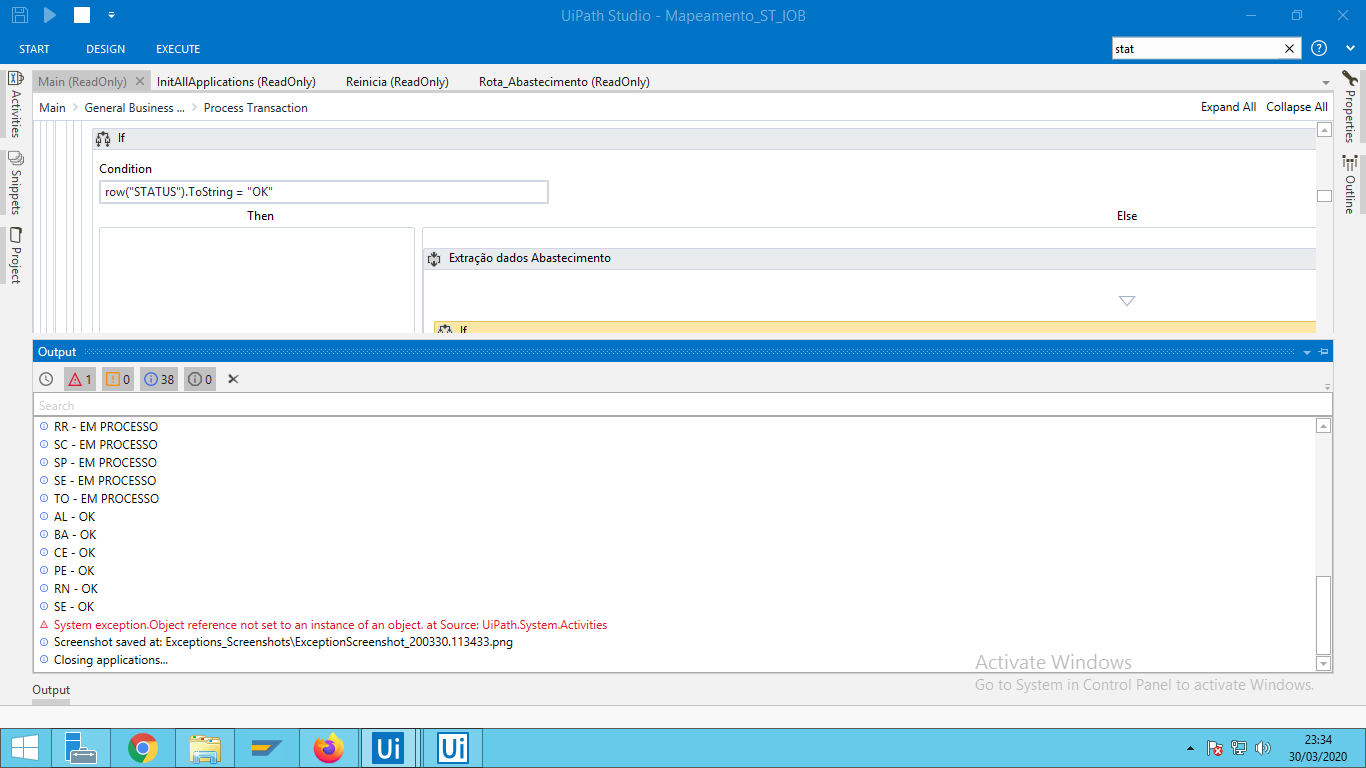 UiPath Studio - Mapeamento_ST_IOB
START DESIGN EXECUTE
stat
Main (ReadOnly) InitAllApplications (ReadOnly) Reinicia (ReadOnly) Rota_Abastecimento (ReadOnly)
Main General Business ... Process Transaction Expand All Collapse All
Activities
Snippets
Project
Properties
Outline
If
Condition
row("STATUS").ToString = "OK"
Then Else
Extração dados Abastecimento
If
Output
1 0 38 0
Search
RR - EM PROCESSO
SC - EM PROCESSO
SP - EM PROCESSO
SE - EM PROCESSO
TO - EM PROCESSO
AL - OK
BA - OK
CE - OK
PE - OK
RN - OK
SE - OK
System exception.Object reference not set to an instance of an object. at Source: UiPath.System.Activities
Screenshot saved at: Exceptions_Screenshots\ExceptionScreenshot_200330.113433.png
Closing applications...
Activate Windows
Go to System in Control Panel to activate Windows.
Output
Ui Ui
23:34
30/03/2020